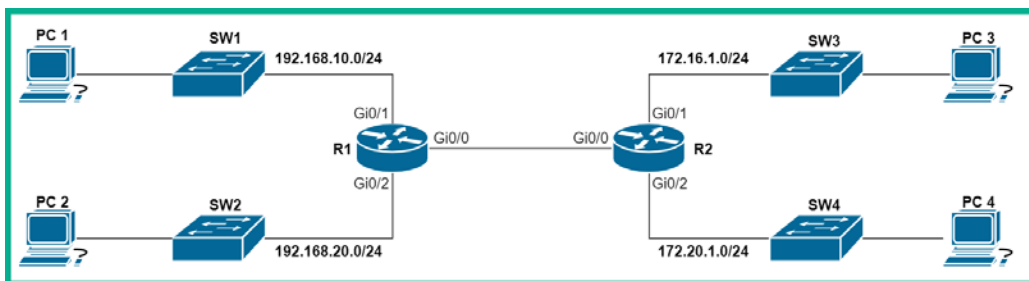 PC 1
SW1
192.168.10.0/24
Gi0/1
R1
Gi0/0
Gi0/2
PC 2
SW2
192.168.20.0/24
172.16.1.0/24
SW3
PC 3
Gi0/1
Gi0/0
R2
Gi0/2
172.20.1.0/24
SW4
PC 4
?
?
?
?